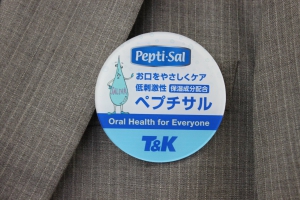 Pepti-Sal
お口をやさしくケア
低刺激性 保湿成分配合
ペプチサル
Oral Health for Everyone
T&K